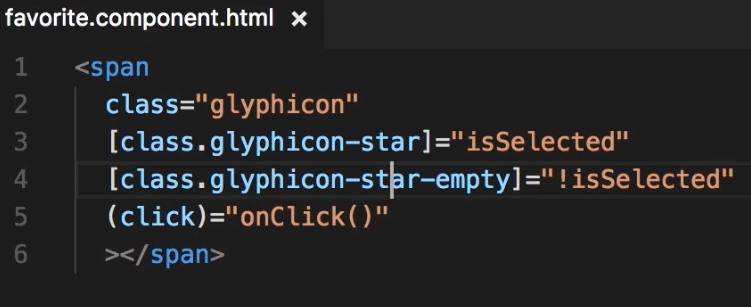 favorite.component.html ×
1 <span
2 class="glyphicon"
3 [class.glyphicon-star]="isSelected"
4 [class.glyphicon-star-empty]="!isSelected"
5 (click)="onClick()"
6 ></span>